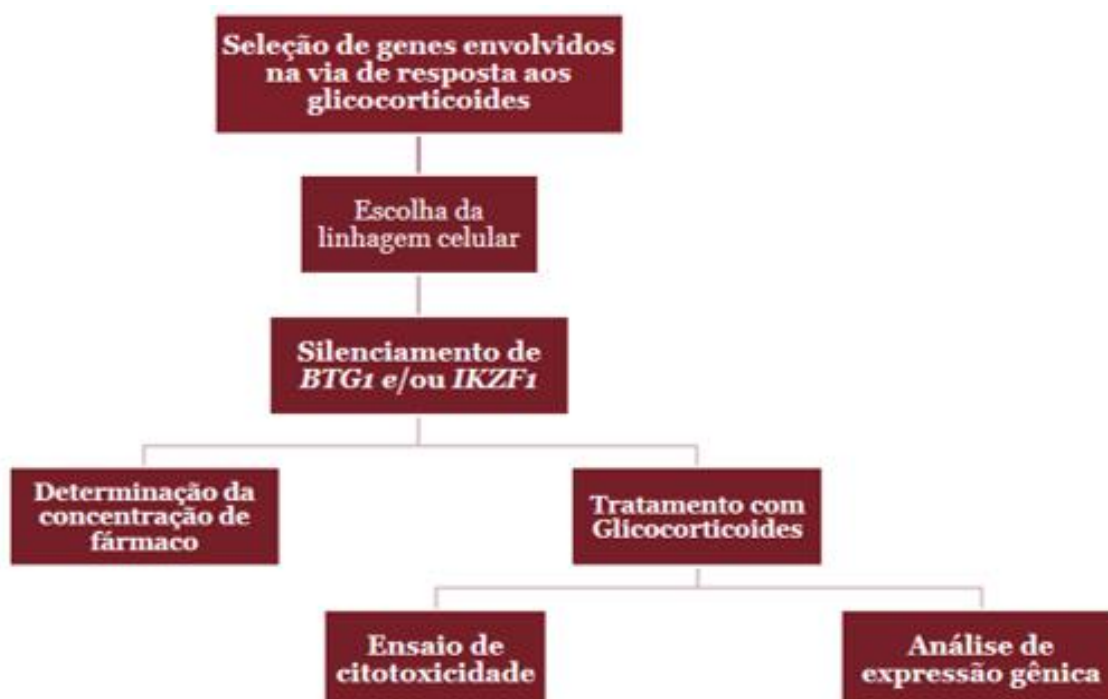 Seleção de genes envolvidos
na via de resposta aos
glicocorticoides
Escolha da
linhagem celular
Silenciamento de
BTG1 e/ou IKZF1
Determinação da
concentração de
fármaco
Tratamento com
Glicocorticoides
Ensaio de
citotoxicidade
Análise de
expressão gênica